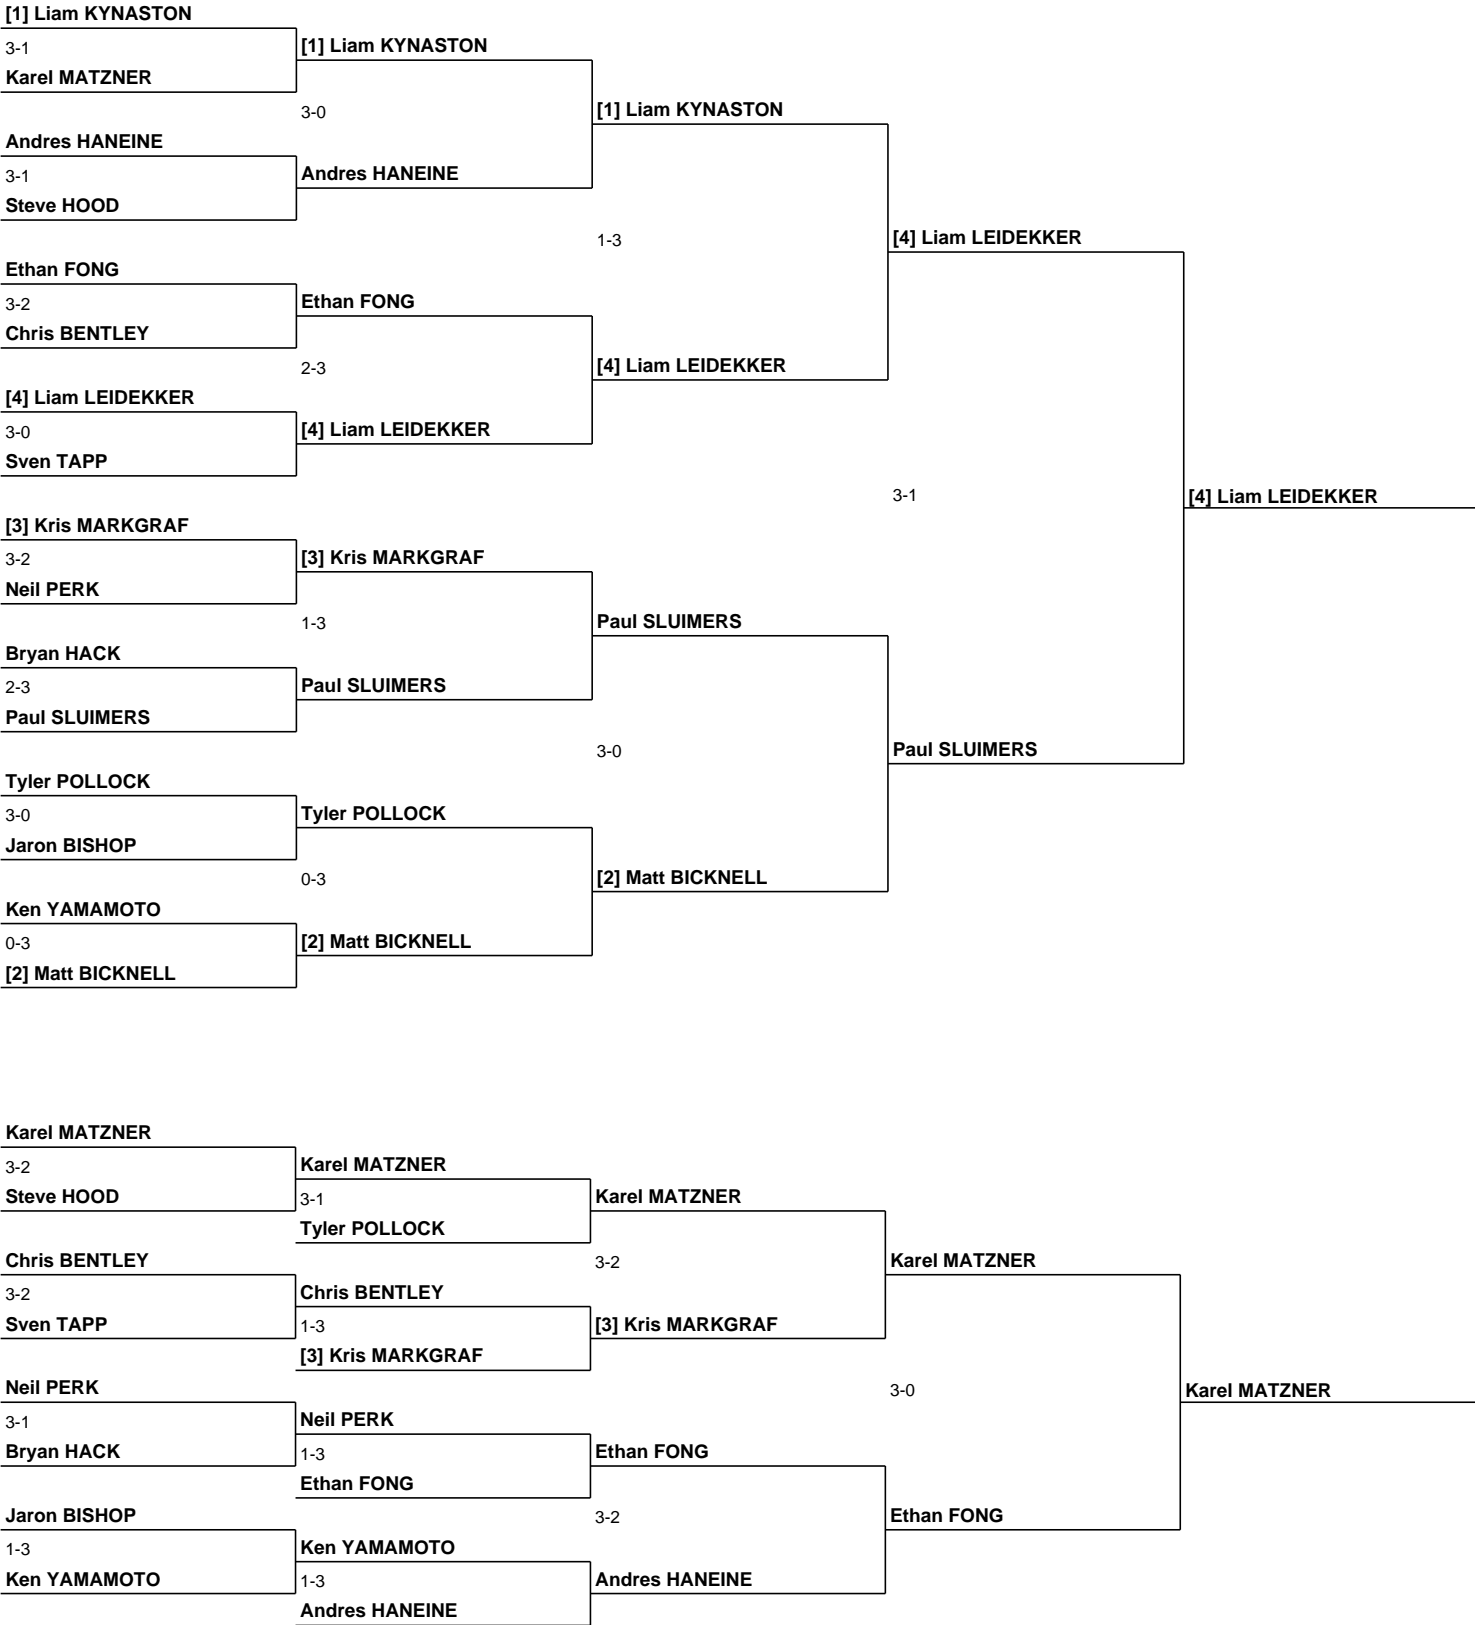 [1] Liam KYNASTON
3-1
[1] Liam KYNASTON
Karel MATZNER
3-0
[1] Liam KYNASTON
Andres HANEINE
3-1
Andres HANEINE
Steve HOOD
1-3
[4] Liam LEIDEKKER
Ethan FONG
3-2
Ethan FONG
Chris BENTLEY
2-3
[4] Liam LEIDEKKER
[4] Liam LEIDEKKER
3-0
[4] Liam LEIDEKKER
Sven TAPP
3-1
[4] Liam LEIDEKKER
[3] Kris MARKGRAF
3-2
[3] Kris MARKGRAF
Neil PERK
1-3
Paul SLUIMERS
Bryan HACK
2-3
Paul SLUIMERS
Paul SLUIMERS
3-0
Paul SLUIMERS
Tyler POLLOCK
3-0
Tyler POLLOCK
Jaron BISHOP
0-3
[2] Matt BICKNELL
Ken YAMAMOTO
0-3
[2] Matt BICKNELL
[2] Matt BICKNELL
Karel MATZNER
3-2
Karel MATZNER
Steve HOOD
3-1
Karel MATZNER
Tyler POLLOCK
Chris BENTLEY
3-2
Karel MATZNER
3-2
Chris BENTLEY
Sven TAPP
1-3
[3] Kris MARKGRAF
[3] Kris MARKGRAF
Neil PERK
3-0
Karel MATZNER
3-1
Neil PERK
Bryan HACK
1-3
Ethan FONG
Ethan FONG
Jaron BISHOP
3-2
Ethan FONG
1-3
Ken YAMAMOTO
Ken YAMAMOTO
1-3
Andres HANEINE
Andres HANEINE